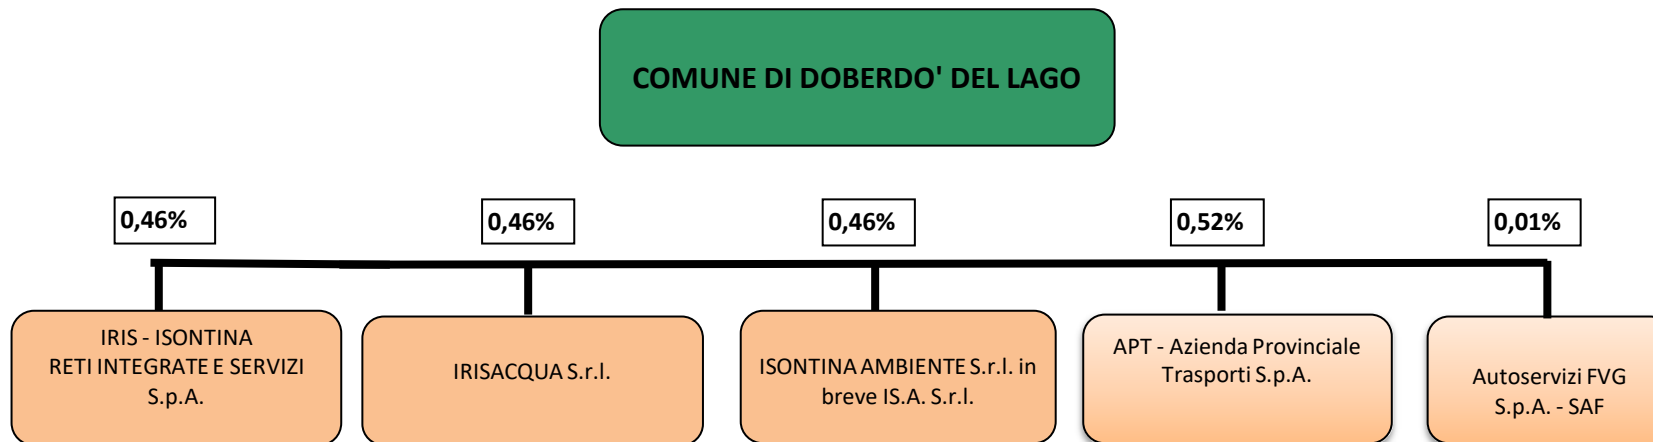 COMUNE DI DOBERDO' DEL LAGO
0,46%
0,46%
0,46%
0,52%
0,01%
IRIS - ISONTINA
RETI INTEGRATE E SERVIZI
S.p.A.
IRISACQUA S.r.l.
ISONTINA AMBIENTE S.r.l. in
breve IS.A. S.r.l.
APT - Azienda Provinciale
Trasporti S.p.A.
Autoservizi FVG
S.p.A. - SAF